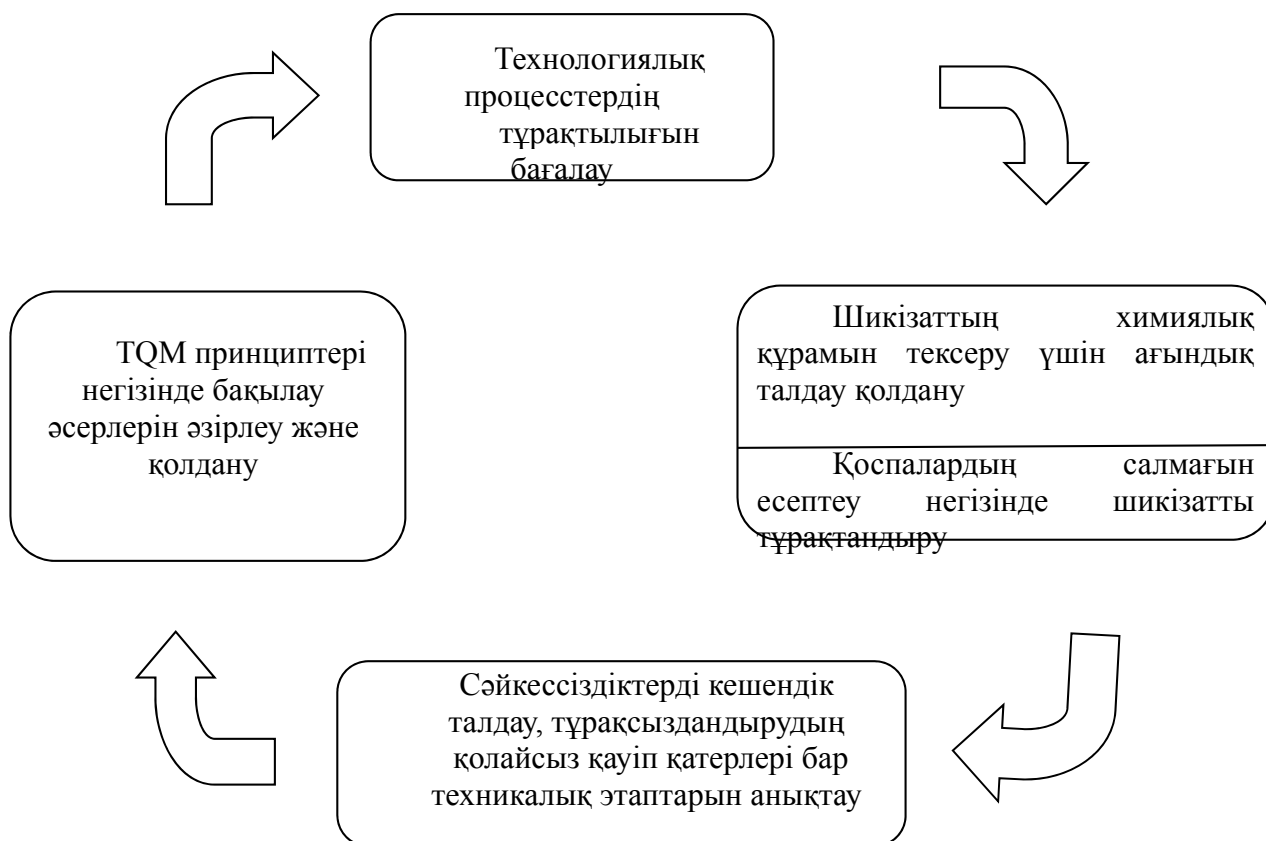 Технологиялық
процесстердің
тұрақтылығын
бағалау
TQM принциптері
негізінде бақылау
әсерлерін әзірлеу және
қолдану
Шикізаттың химиялық
құрамын тексеру үшін ағындық
талдау қолдану
Қоспалардың салмағын
есептеу негізінде шикізатты
тұрақтандыру
Сәйкессіздіктерді кешендік
талдау, тұрақсыздандырудың
қолайсыз қауіп қатерлері бар
техникалық этаптарын анықтау